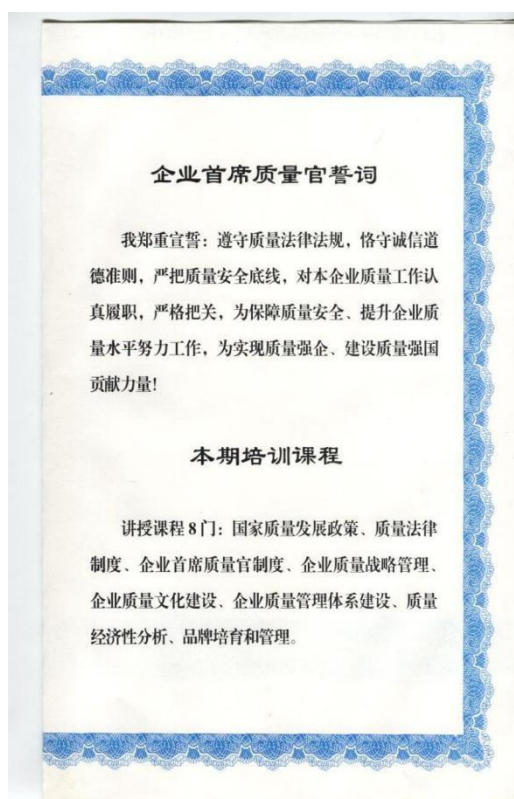 企业首席质量官誓词
我郑重宣誓：遵守质量法律法规，恪守诚信道
德准则，严把质量安全底线，对本企业质量工作认
真履职，严格把关，为保障质量安全、提升企业质
量水平努力工作，为实现质量强企、建设质量强国
贡献力量！
本期培训课程
讲授课程8门：国家质量发展政策、质量法律
制度、企业首席质量官制度、企业质量战略管理、
企业质量文化建设、企业质量管理体系建设、质量
经济性分析、品牌培育和管理。